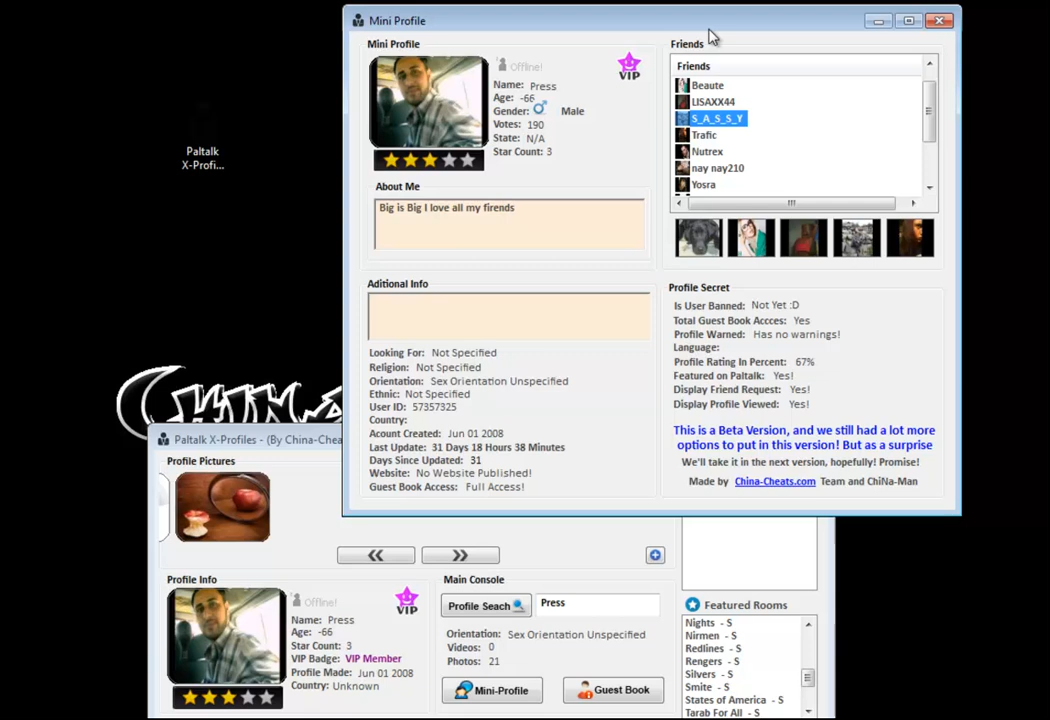 Paltalk
X-Profi...
Mini Profile
Mini Profile
Offline!
VIP
Name: Press
Age: -66
Gender: Male
Votes: 190
State: N/A
Star Count: 3
About Me
Big is Big I love all my firends
Friends
Friends
Beaute
LISAXX44
S_A_S_S_Y
Trafic
Nutrex
nay nay210
Yosra
Aditional Info
Looking For: Not Specified
Religion: Not Specified
Orientation: Sex Orientation Unspecified
Ethnic: Not Specified
User ID: 57357325
Country:
Acount Created: Jun 01 2008
Last Update: 31 Days 18 Hours 38 Minutes
Days Since Updated: 31
Website: No Website Published!
Guest Book Access: Full Access!
Profile Secret
Is User Banned: Not Yet :D
Total Guest Book Accces: Yes
Profile Warned: Has no warnings!
Language:
Profile Rating In Percent: 67%
Featured on Paltalk: Yes!
Display Friend Request: Yes!
Display Profile Viewed: Yes!
This is a Beta Version, and we still had a lot more
options to put in this version! But as a surprise
We'll take it in the next version, hopefully! Promise!
Made by China-Cheats.com Team and ChiNa-Man
Paltalk X-Profiles - (By China-Chea
Profile Pictures
Profile Info
Offline!
VIP
Name: Press
Age: -66
Star Count: 3
VIP Badge: VIP Member
Profile Made: Jun 01 2008
Country: Unknown
Main Console
Profile Seach
Press
Orientation: Sex Orientation Unspecified
Videos: 0
Photos: 21
Mini-Profile
Guest Book
Featured Rooms
Nights - S
Nirmen - S
Redlines - S
Rengers - S
Silvers - S
Smite - S
States of America - S
Tarab For All - S